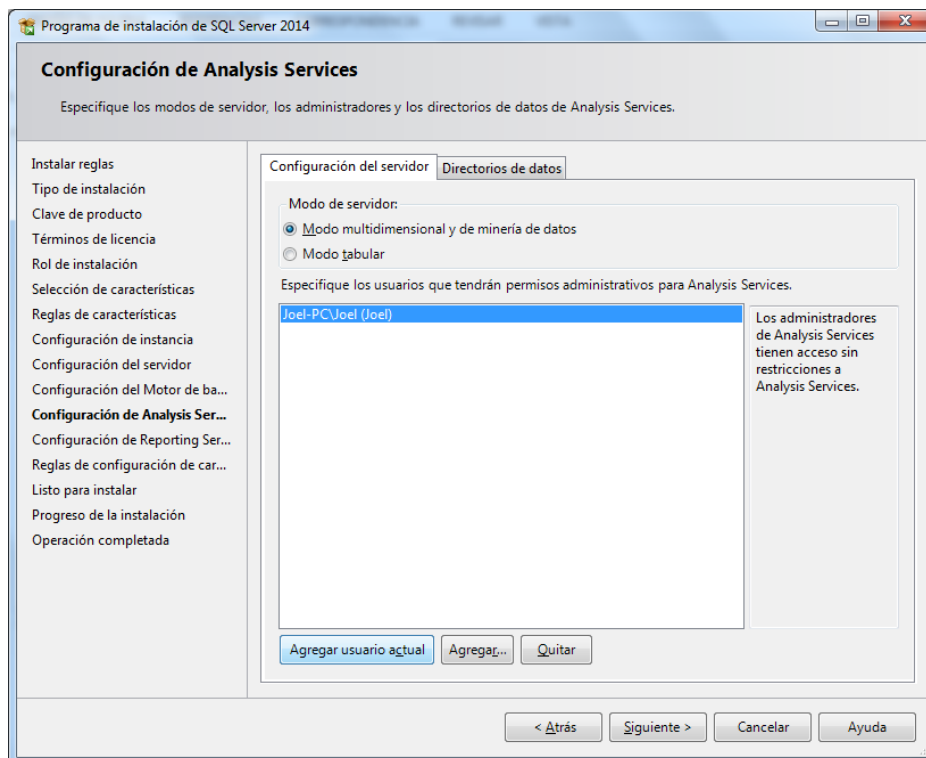 Programa de instalación de SQL Server 2014
Configuración de Analysis Services
Especifique los modos de servidor, los administradores y los directorios de datos de Analysis Services.
Instalar reglas
Tipo de instalación
Clave de producto
Términos de licencia
Rol de instalación
Selección de características
Reglas de características
Configuración de instancia
Configuración del servidor
Configuración del Motor de ba...
Configuración de Analysis Ser...
Configuración de Reporting Ser...
Reglas de configuración de car...
Listo para instalar
Progreso de la instalación
Operación completada
Configuración del servidor
Directorios de datos
Modo de servidor:
Modo multidimensional y de minería de datos
Modo tabular
Especifique los usuarios que tendrán permisos administrativos para Analysis Services.
Joel-PC\Joel (Joel)
Los administradores
de Analysis Services
tienen acceso sin
restricciones a
Analysis Services.
Agregar usuario actual
Agregar...
Quitar
< Atrás
Siguiente >
Cancelar
Ayuda